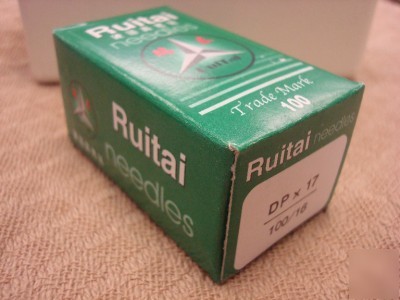 Ruitai
needles
Trade Mark
100
Ruitai
needles
Ruitai needles
DP × 17
100/16